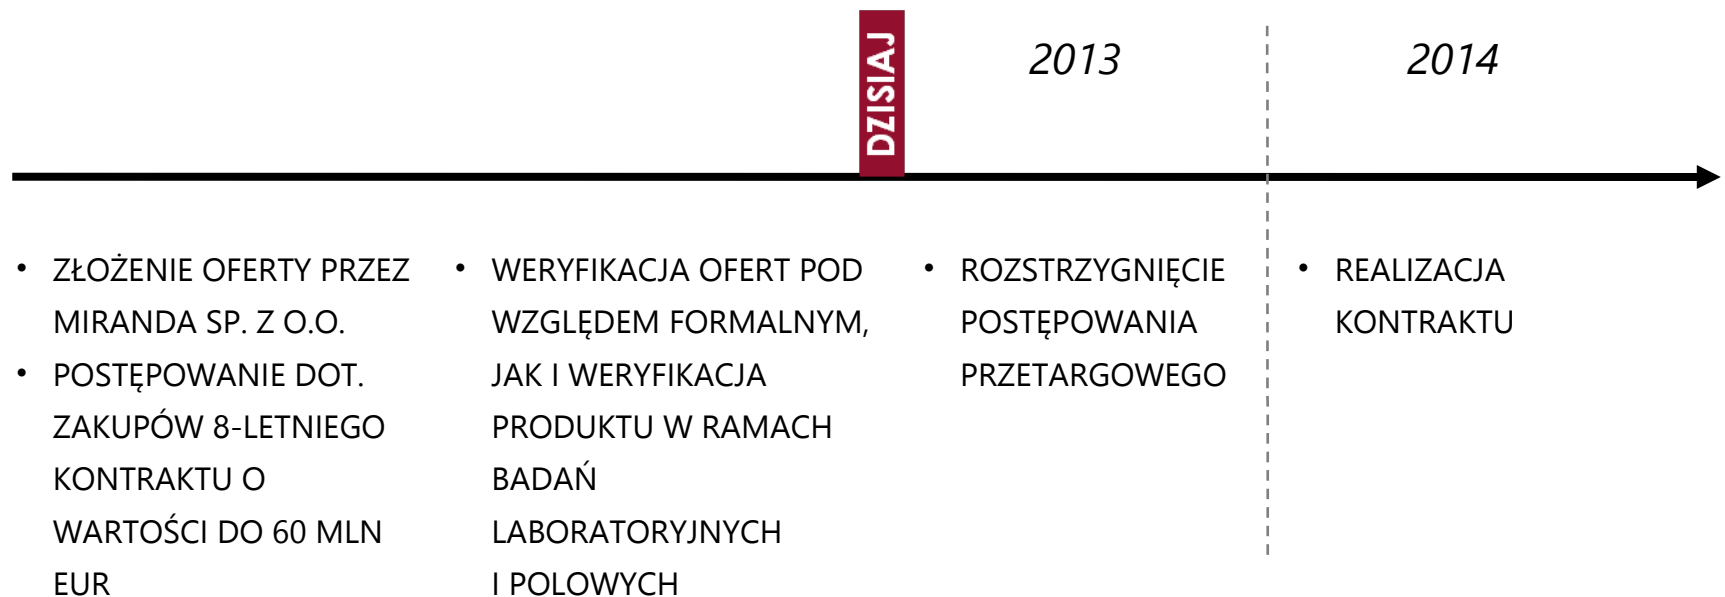 DZISIAJ
2013
2014
• ZŁOŻENIE OFERTY PRZEZ
MIRANDA SP. Z O.O.
• POSTĘPOWANIE DOT.
ZAKUPÓW 8-LETNIEGO
KONTRAKTU O
WARTOŚCI DO 60 MLN
EUR
• WERYFIKACJA OFERT POD
WZGLĘDEM FORMALNYM,
JAK I WERYFIKACJA
PRODUKTU W RAMACH
BADAŃ
LABORATORYJNYCH
I POLOWYCH
• ROZSTRZYGNIĘCIE
POSTĘPOWANIA
PRZETARGOWEGO
• REALIZACJA
KONTRAKTU